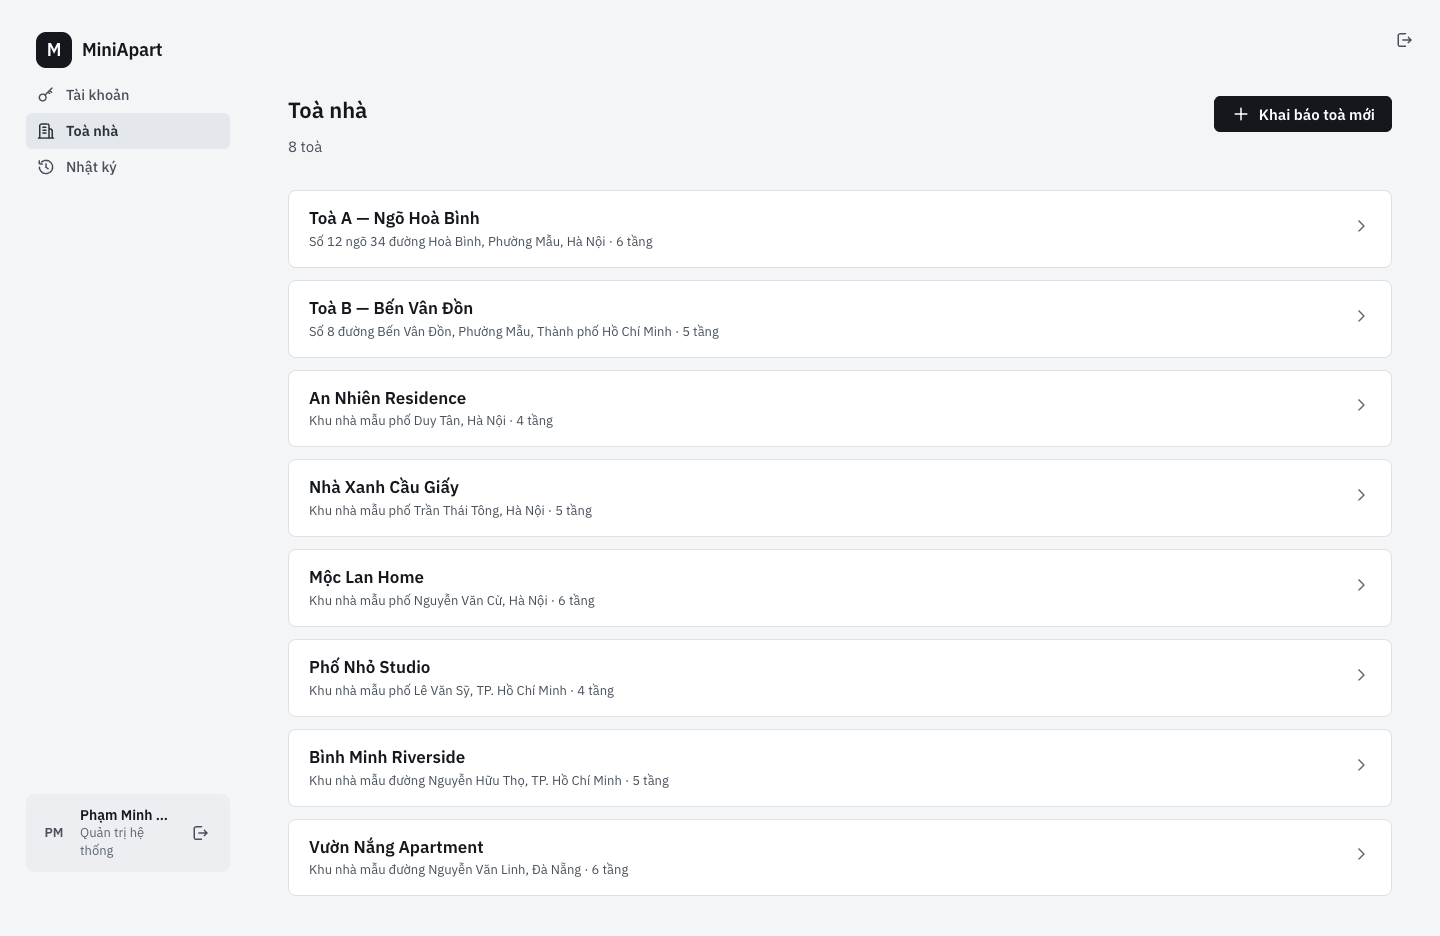 M MiniApart
Tài khoản
Toà nhà
Nhật ký
Toà nhà
8 toà
Khai báo toà mới
Toà A — Ngõ Hoà Bình
Số 12 ngõ 34 đường Hoà Bình, Phường Mẫu, Hà Nội · 6 tầng
Toà B — Bến Vân Đồn
Số 8 đường Bến Vân Đồn, Phường Mẫu, Thành phố Hồ Chí Minh · 5 tầng
An Nhiên Residence
Khu nhà mẫu phố Duy Tân, Hà Nội · 4 tầng
Nhà Xanh Cầu Giấy
Khu nhà mẫu phố Trần Thái Tông, Hà Nội · 5 tầng
Mộc Lan Home
Khu nhà mẫu phố Nguyễn Văn Cừ, Hà Nội · 6 tầng
Phố Nhỏ Studio
Khu nhà mẫu phố Lê Văn Sỹ, TP. Hồ Chí Minh · 4 tầng
Bình Minh Riverside
Khu nhà mẫu đường Nguyễn Hữu Thọ, TP. Hồ Chí Minh · 5 tầng
Vườn Nắng Apartment
Khu nhà mẫu đường Nguyễn Văn Linh, Đà Nẵng · 6 tầng
PM
Phạm Minh ...
Quản trị hệ
thống